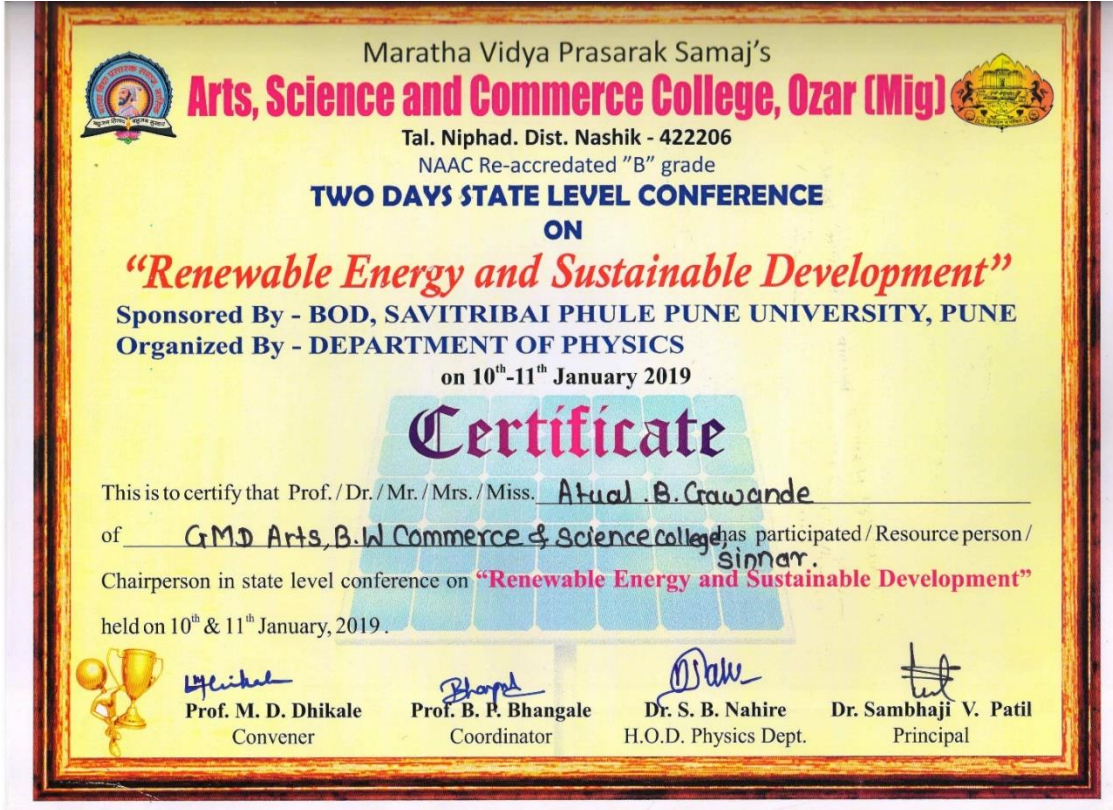 Maratha Vidya Prasarak Samaj's
Arts, Science and Commerce College, Ozar (Mig)
Tal. Niphad. Dist. Nashik - 422206
NAAC Re-accredated "B" grade
TWO DAYS STATE LEVEL CONFERENCE
ON
“Renewable Energy and Sustainable Development”
Sponsored By - BOD, SAVITRIBAI PHULE PUNE UNIVERSITY, PUNE
Organized By - DEPARTMENT OF PHYSICS
on 10th-11th January 2019
Certificate
This is to certify that Prof. / Dr. / Mr. / Mrs. / Miss. Atual .B. Gawande
of GMD Arts, B.W Commerce & Science college, has participated / Resource person /
Sinnar.
Chairperson in state level conference on “Renewable Energy and Sustainable Development”
held on 10th & 11th January, 2019 .
Prof. M. D. Dhikale Prof. B. P. Bhangale Dr. S. B. Nahire Dr. Sambhaji V. Patil
Convener Coordinator H.O.D. Physics Dept. Principal